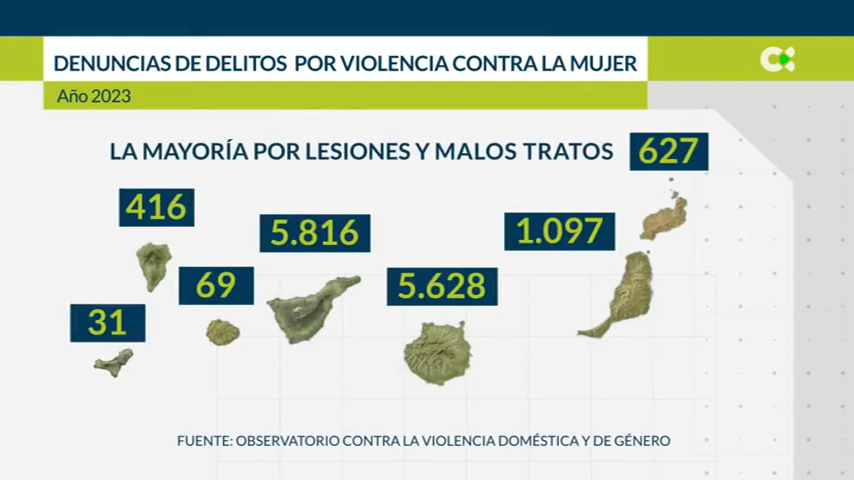 DENUNCIAS DE DELITOS POR VIOLENCIA CONTRA LA MUJER
Año 2023
LA MAYORÍA POR LESIONES Y MALOS TRATOS
627
416
5.816
1.097
69
5.628
31
FUENTE: OBSERVATORIO CONTRA LA VIOLENCIA DOMÉSTICA Y DE GÉNERO